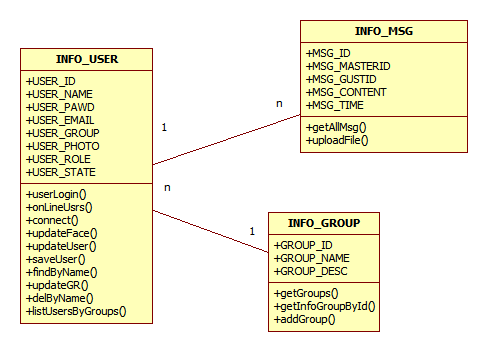 INFO_USER
+USER_ID
+USER_NAME
+USER_PAWD
+USER_EMAIL
+USER_GROUP
+USER_PHOTO
+USER_ROLE
+USER_STATE
+userLogin()
+onLineUsrs()
+connect()
+updateFace()
+updateUser()
+saveUser()
+findByName()
+updateGR()
+delByName()
+listUsersByGroups()
1
n
INFO_MSG
+MSG_ID
+MSG_MASTERID
+MSG_GUSTID
+MSG_CONTENT
+MSG_TIME
+getAllMsg()
+uploadFile()
n
1
INFO_GROUP
+GROUP_ID
+GROUP_NAME
+GROUP_DESC
+getGroups()
+getInfoGroupById()
+addGroup()